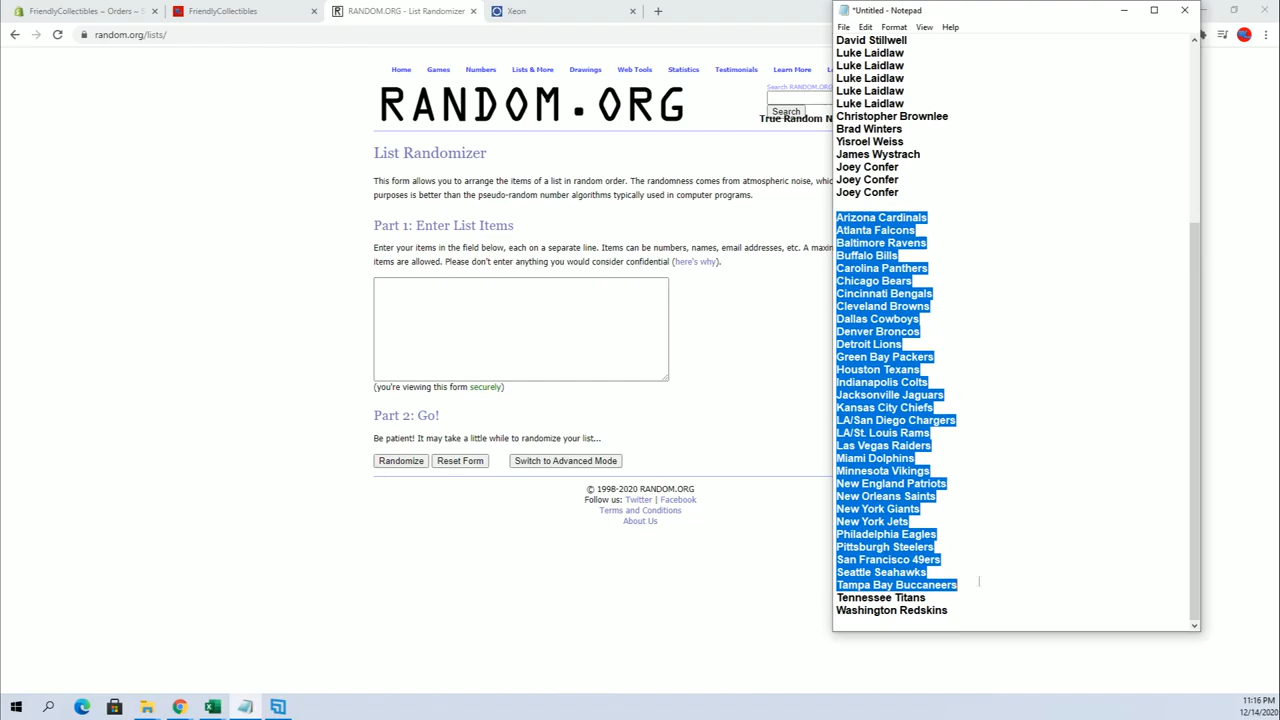 FriendlyCollectibles – Orders – S
FriendlyCollectibles
RANDOM.ORG - List Randomizer
Xeon
random.org/lists/
*Untitled - Notepad
File Edit Format View Help
Home Games Numbers Lists & More Drawings Web Tools Statistics Testimonials Learn More
Search RANDOM.ORG
RANDOM.ORG
Search
True Random N
List Randomizer
This form allows you to arrange the items of a list in random order. The randomness comes from atmospheric noise, whic
purposes is better than the pseudo-random number algorithms typically used in computer programs.
Part 1: Enter List Items
Enter your items in the field below, each on a separate line. Items can be numbers, names, email addresses, etc. A maxim
items are allowed. Please don't enter anything you would consider confidential (here's why).
(you're viewing this form securely)
Part 2: Go!
Be patient! It may take a little while to randomize your list...
Randomize Reset Form Switch to Advanced Mode
© 1998-2020 RANDOM.ORG
Follow us: Twitter | Facebook
Terms and Conditions
About Us
David Stillwell
Luke Laidlaw
Luke Laidlaw
Luke Laidlaw
Luke Laidlaw
Luke Laidlaw
Christopher Brownlee
Brad Winters
Yisroel Weiss
James Wystrach
Joey Confer
Joey Confer
Joey Confer
Arizona Cardinals
Atlanta Falcons
Baltimore Ravens
Buffalo Bills
Carolina Panthers
Chicago Bears
Cincinnati Bengals
Cleveland Browns
Dallas Cowboys
Denver Broncos
Detroit Lions
Green Bay Packers
Houston Texans
Indianapolis Colts
Jacksonville Jaguars
Kansas City Chiefs
LA/San Diego Chargers
LA/St. Louis Rams
Las Vegas Raiders
Miami Dolphins
Minnesota Vikings
New England Patriots
New Orleans Saints
New York Giants
New York Jets
Philadelphia Eagles
Pittsburgh Steelers
San Francisco 49ers
Seattle Seahawks
Tampa Bay Buccaneers
Tennessee Titans
Washington Redskins
11:16 PM
12/14/2020